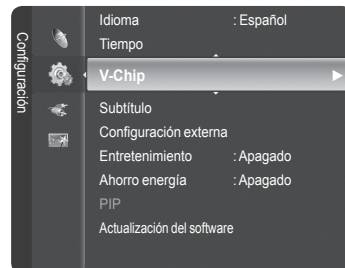 Configuración
Idioma : Español
Tiempo
V-Chip
Subtítulo
Configuración externa
Entretenimiento : Apagado
Ahorro energía : Apagado
PIP
Actualización del software